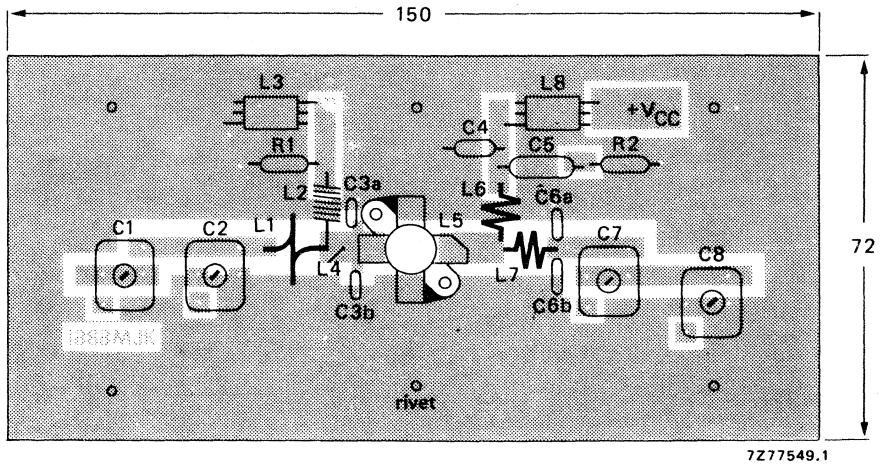 150
L3
L8
+VCC
C4
R1
C5
R2
L2
C3a
L6
C6a
C1
C2
L1
L5
C7
C8
72
L4
L7
C3b
C6b
rivet
7Z77549.1